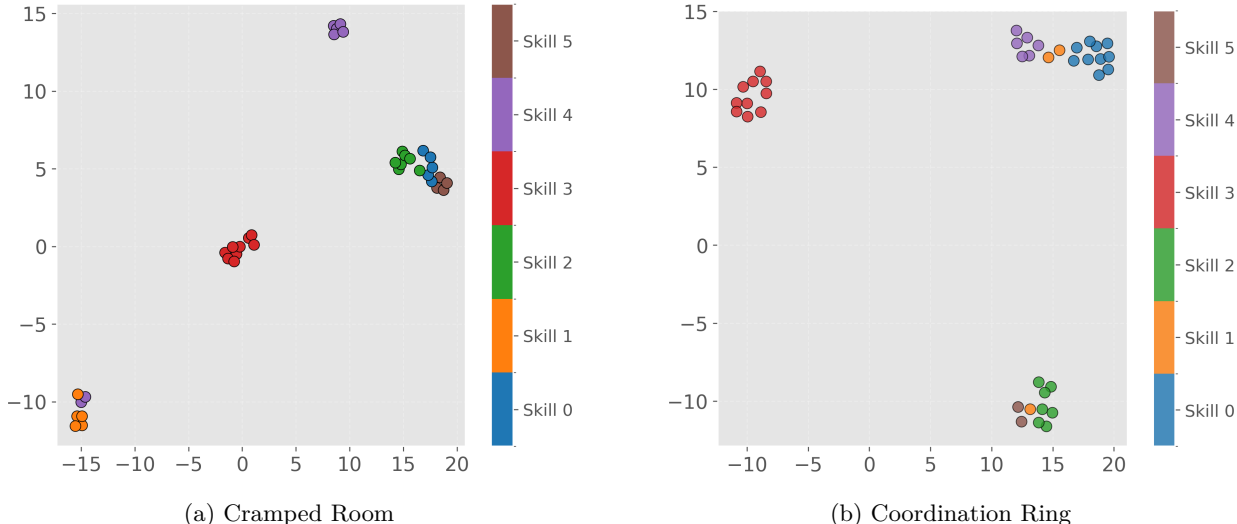 15
10
5
0
−5
−10
−15 −10 −5 0 5 10 15 20
Skill 5
Skill 4
Skill 3
Skill 2
Skill 1
Skill 0
(a) Cramped Room
15
10
5
0
−5
−10
−10 −5 0 5 10 15 20
Skill 5
Skill 4
Skill 3
Skill 2
Skill 1
Skill 0
(b) Coordination Ring